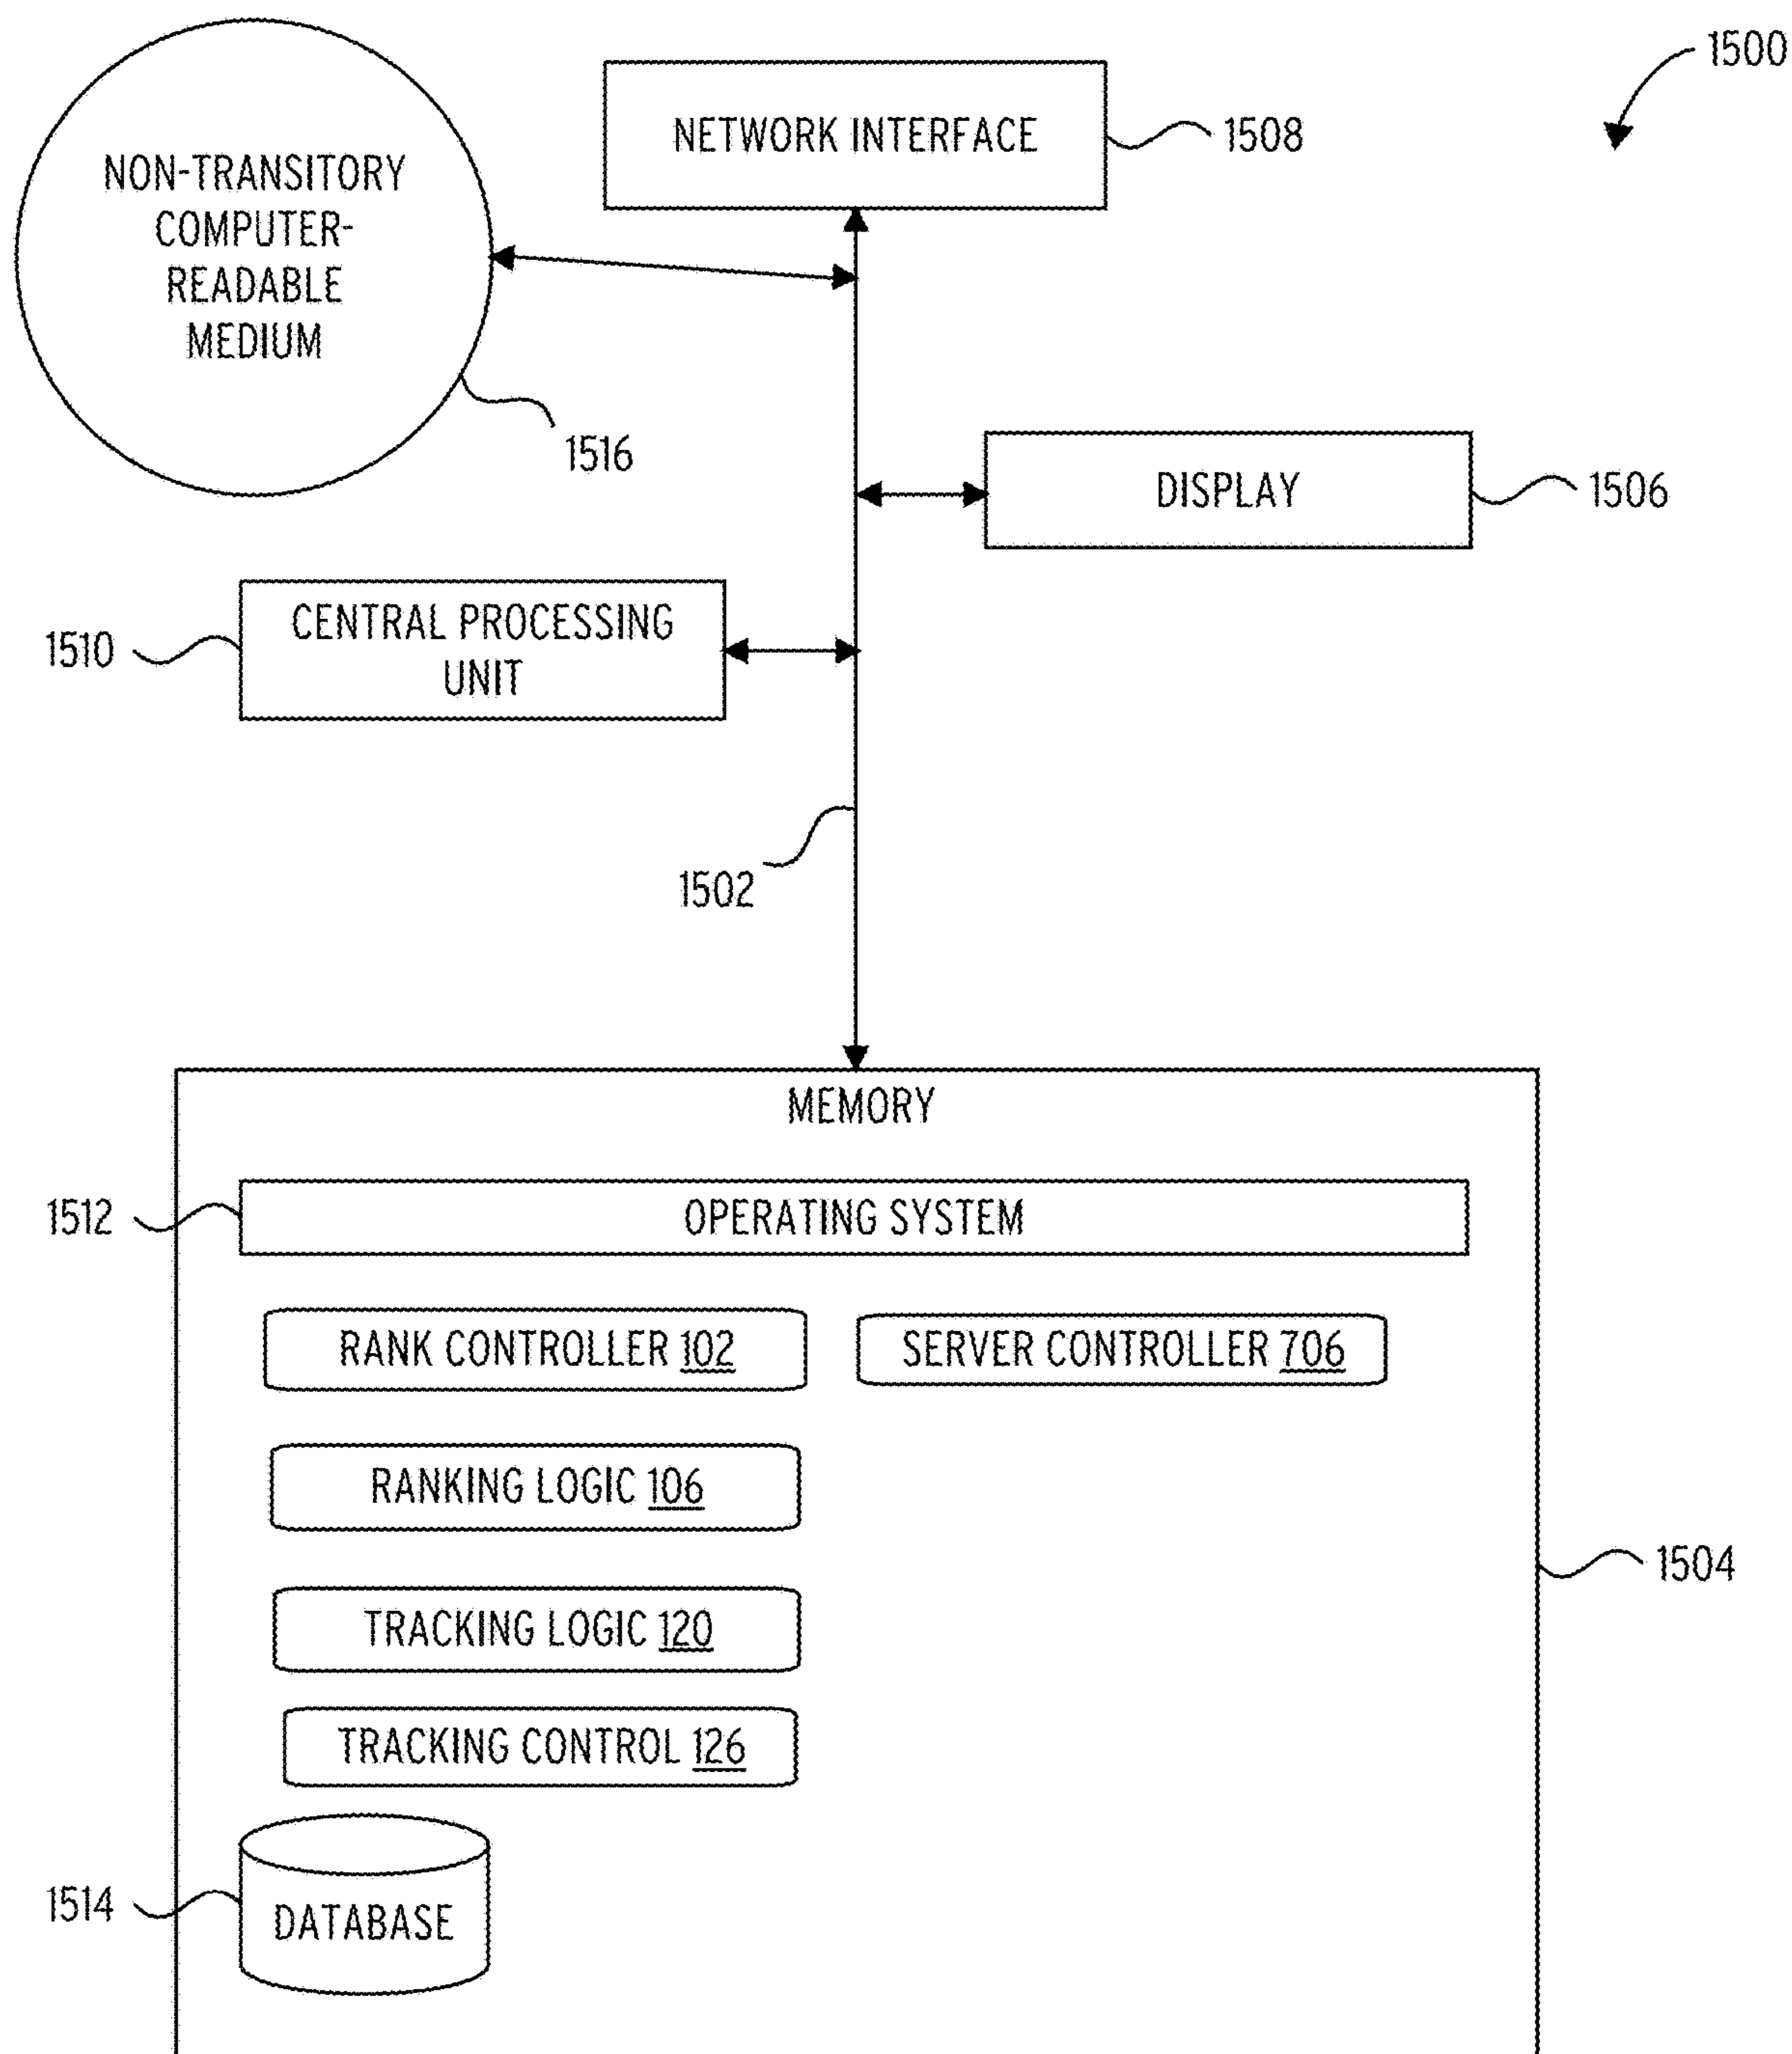 1500
NETWORK INTERFACE
1508
NON-TRANSITORY
COMPUTER-
READABLE
MEDIUM
1516
DISPLAY
1506
CENTRAL PROCESSING
UNIT
1510
1502
MEMORY
1512
OPERATING SYSTEM
RANK CONTROLLER 102
SERVER CONTROLLER 706
RANKING LOGIC 106
1504
TRACKING LOGIC 120
TRACKING CONTROL 126
1514
DATABASE